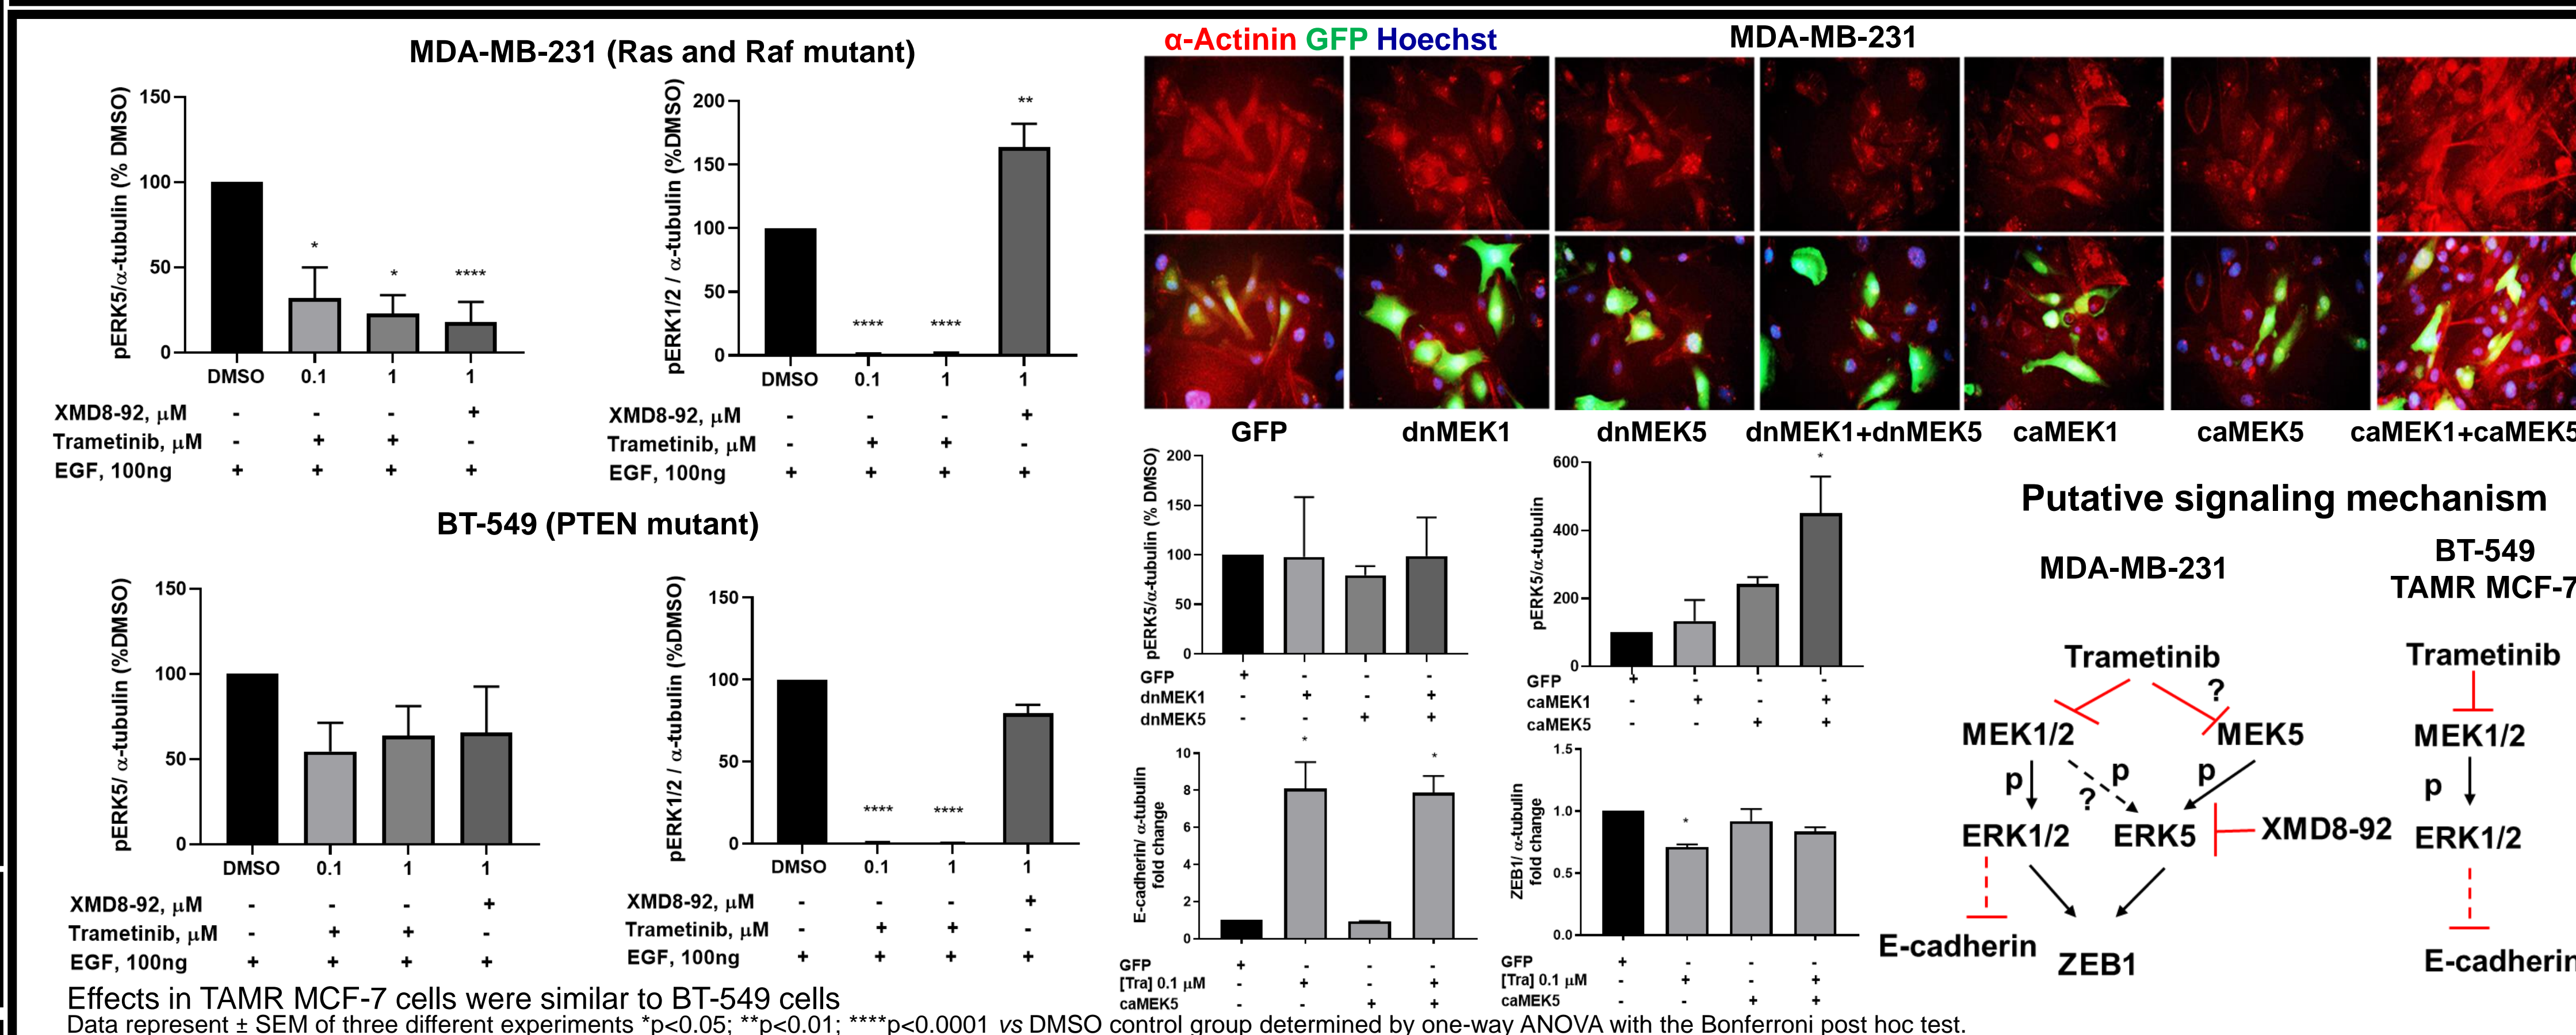 MDA-MB-231 (Ras and Raf mutant)
pERK5/α-tubulin (% DMSO)
150
100
50
0
*
*
****
DMSO 0.1 1 1
XMD8-92, μM - - - +
Trametinib, μM - + + -
EGF, 100ng + + + +
pERK1/2 / α-tubulin (%DMSO)
200
150
100
50
0
****
****
**
DMSO 0.1 1 1
XMD8-92, μM - - - +
Trametinib, μM - + + -
EGF, 100ng + + + +
BT-549 (PTEN mutant)
pERK5/ α-tubulin (%DMSO)
150
100
50
0
DMSO 0.1 1 1
XMD8-92, μM - - - +
Trametinib, μM - + + -
EGF, 100ng + + + +
pERK1/2 / α-tubulin (%DMSO)
150
100
50
0
****
****
DMSO 0.1 1 1
XMD8-92, μM - - - +
Trametinib, μM - + + -
EGF, 100ng + + + +
Effects in TAMR MCF-7 cells were similar to BT-549 cells
Data represent ± SEM of three different experiments *p<0.05; **p<0.01; ****p<0.0001 vs DMSO control group determined by one-way ANOVA with the Bonferroni post hoc test.
α-Actinin GFP Hoechst
MDA-MB-231
GFP dnMEK1 dnMEK5 dnMEK1+dnMEK5 caMEK1 caMEK5 caMEK1+caMEK5
pERK5/α-tubulin (% DMSO)
200
150
100
50
0
GFP + - - -
dnMEK1 - + - +
dnMEK5 - - + +
pERK5/α-tubulin
600
400
200
0
*
GFP + - - -
caMEK1 - + - +
caMEK5 - - + +
E-cadherin/ α-tubulin
fold change
10
8
6
4
2
0
*
*
GFP + - - -
[Tra] 0.1 μM - + - +
caMEK5 - - + +
ZEB1/ α-tubulin
fold change
1.5
1.0
0.5
0.0
*
GFP + - - -
[Tra] 0.1 μM - + - +
caMEK5 - - + +
Putative signaling mechanism
MDA-MB-231
Trametinib
?
MEK1/2 MEK5
p p p
?
ERK1/2 ERK5 XMD8-92
E-cadherin
ZEB1
BT-549
TAMR MCF-7
Trametinib
MEK1/2
p
ERK1/2
E-cadherin